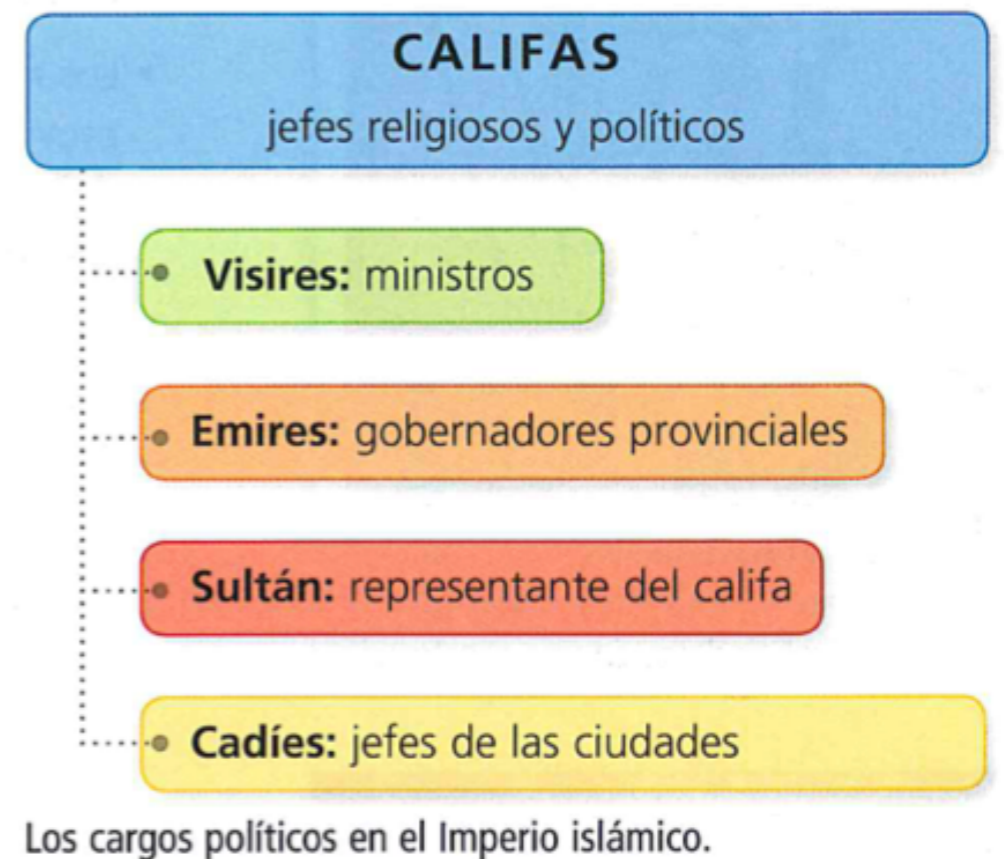 CALIFAS
jefes religiosos y políticos
Visires: ministros
Emires: gobernadores provinciales
Sultán: representante del califa
Cadíes: jefes de las ciudades
Los cargos políticos en el Imperio islámico.